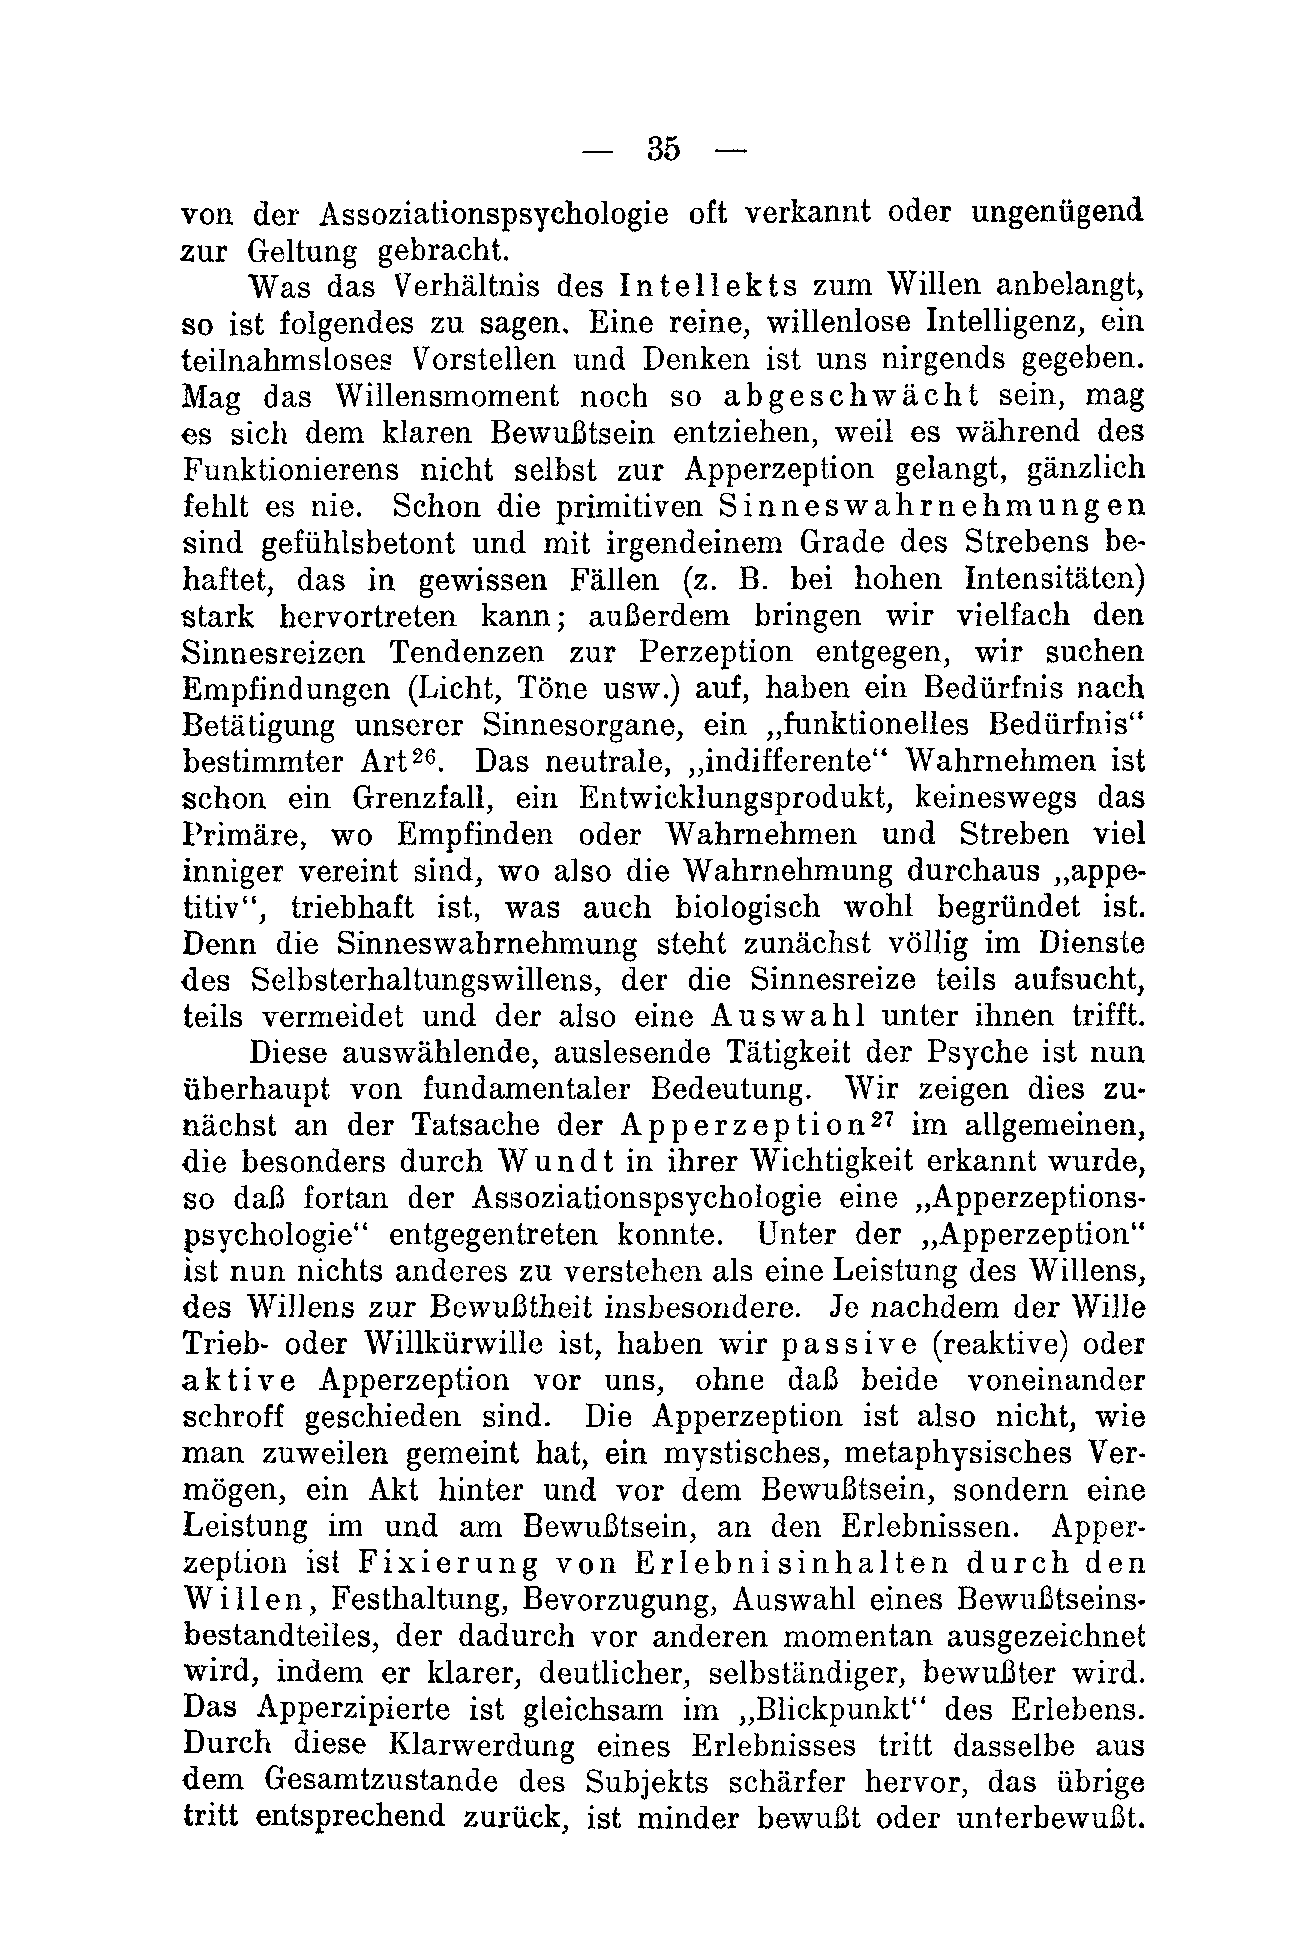 — 35 —
von der Assoziationspsychologie oft verkannt oder ungenügend
zur Geltung gebracht.
Was das Verhältnis des Intellekts zum Willen anbelangt,
so ist folgendes zu sagen. Eine reine, willenlose Intelligenz, ein
teilnahmsloses Vorstellen und Denken ist uns nirgends gegeben.
Mag das Willensmoment noch so abgeschwächt sein, mag
es sich dem klaren Bewußtsein entziehen, weil es während des
Funktionierens nicht selbst zur Apperzeption gelangt, gänzlich
fehlt es nie. Schon die primitiven Sinneswahrnehmungen
sind gefühlsbetont und mit irgendeinem Grade des Strebens be-
haftet, das in gewissen Fällen (z. B. bei hohen Intensitäten)
stark hervortreten kann; außerdem bringen wir vielfach den
Sinnesreizen Tendenzen zur Perzeption entgegen, wir suchen
Empfindungen (Licht, Töne usw.) auf, haben ein Bedürfnis nach
Betätigung unserer Sinnesorgane, ein „funktionelles Bedürfnis“
bestimmter Art²⁶. Das neutrale, „indifferente“ Wahrnehmen ist
schon ein Grenzfall, ein Entwicklungsprodukt, keineswegs das
Primäre, wo Empfinden oder Wahrnehmen und Streben viel
inniger vereint sind, wo also die Wahrnehmung durchaus „appe-
titiv“, triebhaft ist, was auch biologisch wohl begründet ist.
Denn die Sinneswahrnehmung steht zunächst völlig im Dienste
des Selbsterhaltungswillens, der die Sinnesreize teils aufsucht,
teils vermeidet und der also eine Auswahl unter ihnen trifft.
Diese auswählende, auslesende Tätigkeit der Psyche ist nun
überhaupt von fundamentaler Bedeutung. Wir zeigen dies zu-
nächst an der Tatsache der Apperzeption²⁷ im allgemeinen,
die besonders durch Wundt in ihrer Wichtigkeit erkannt wurde,
so daß fortan der Assoziationspsychologie eine „Apperzeptions-
psychologie“ entgegentreten konnte. Unter der „Apperzeption“
ist nun nichts anderes zu verstehen als eine Leistung des Willens,
des Willens zur Bewußtheit insbesondere. Je nachdem der Wille
Trieb- oder Willkürwille ist, haben wir passive (reaktive) oder
aktive Apperzeption vor uns, ohne daß beide voneinander
schroff geschieden sind. Die Apperzeption ist also nicht, wie
man zuweilen gemeint hat, ein mystisches, metaphysisches Ver-
mögen, ein Akt hinter und vor dem Bewußtsein, sondern eine
Leistung im und am Bewußtsein, an den Erlebnissen. Apper-
zeption ist Fixierung von Erlebnisinhalten durch den
Willen, Festhaltung, Bevorzugung, Auswahl eines Bewußtseins-
bestandteiles, der dadurch vor anderen momentan ausgezeichnet
wird, indem er klarer, deutlicher, selbständiger, bewußter wird.
Das Apperzipierte ist gleichsam im „Blickpunkt“ des Erlebens.
Durch diese Klarwerdung eines Erlebnisses tritt dasselbe aus
dem Gesamtzustande des Subjekts schärfer hervor, das übrige
tritt entsprechend zurück, ist minder bewußt oder unterbewußt.